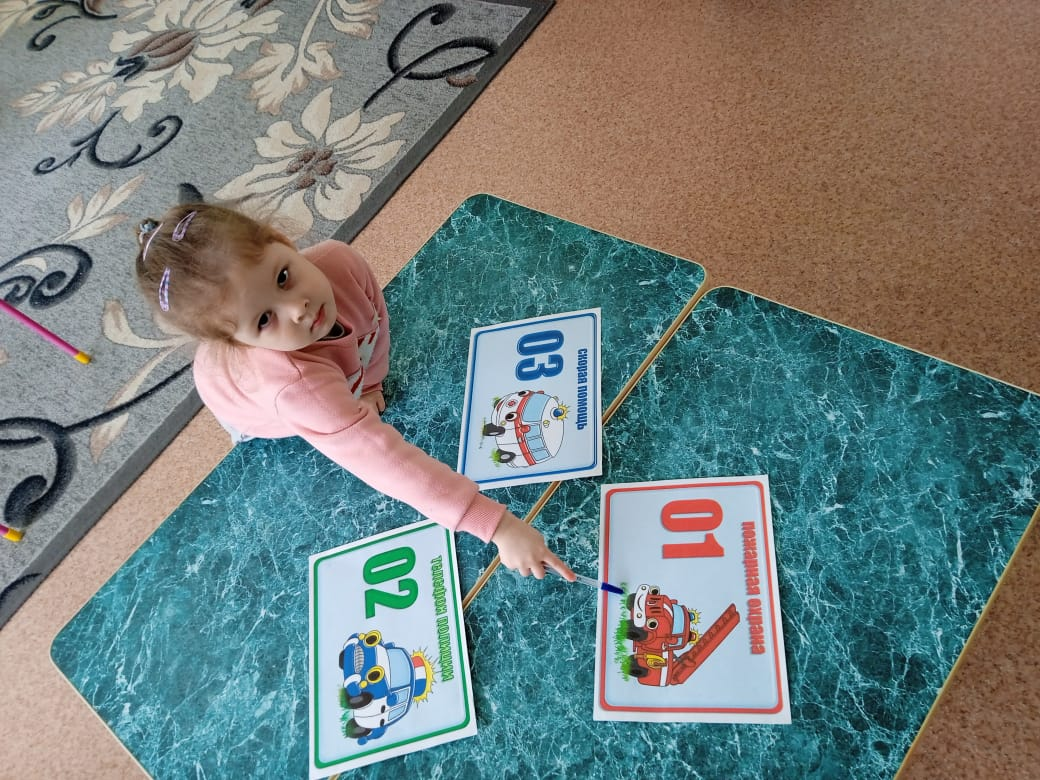 01
пожарная охрана
02
телефон полиции
03
скорая помощь